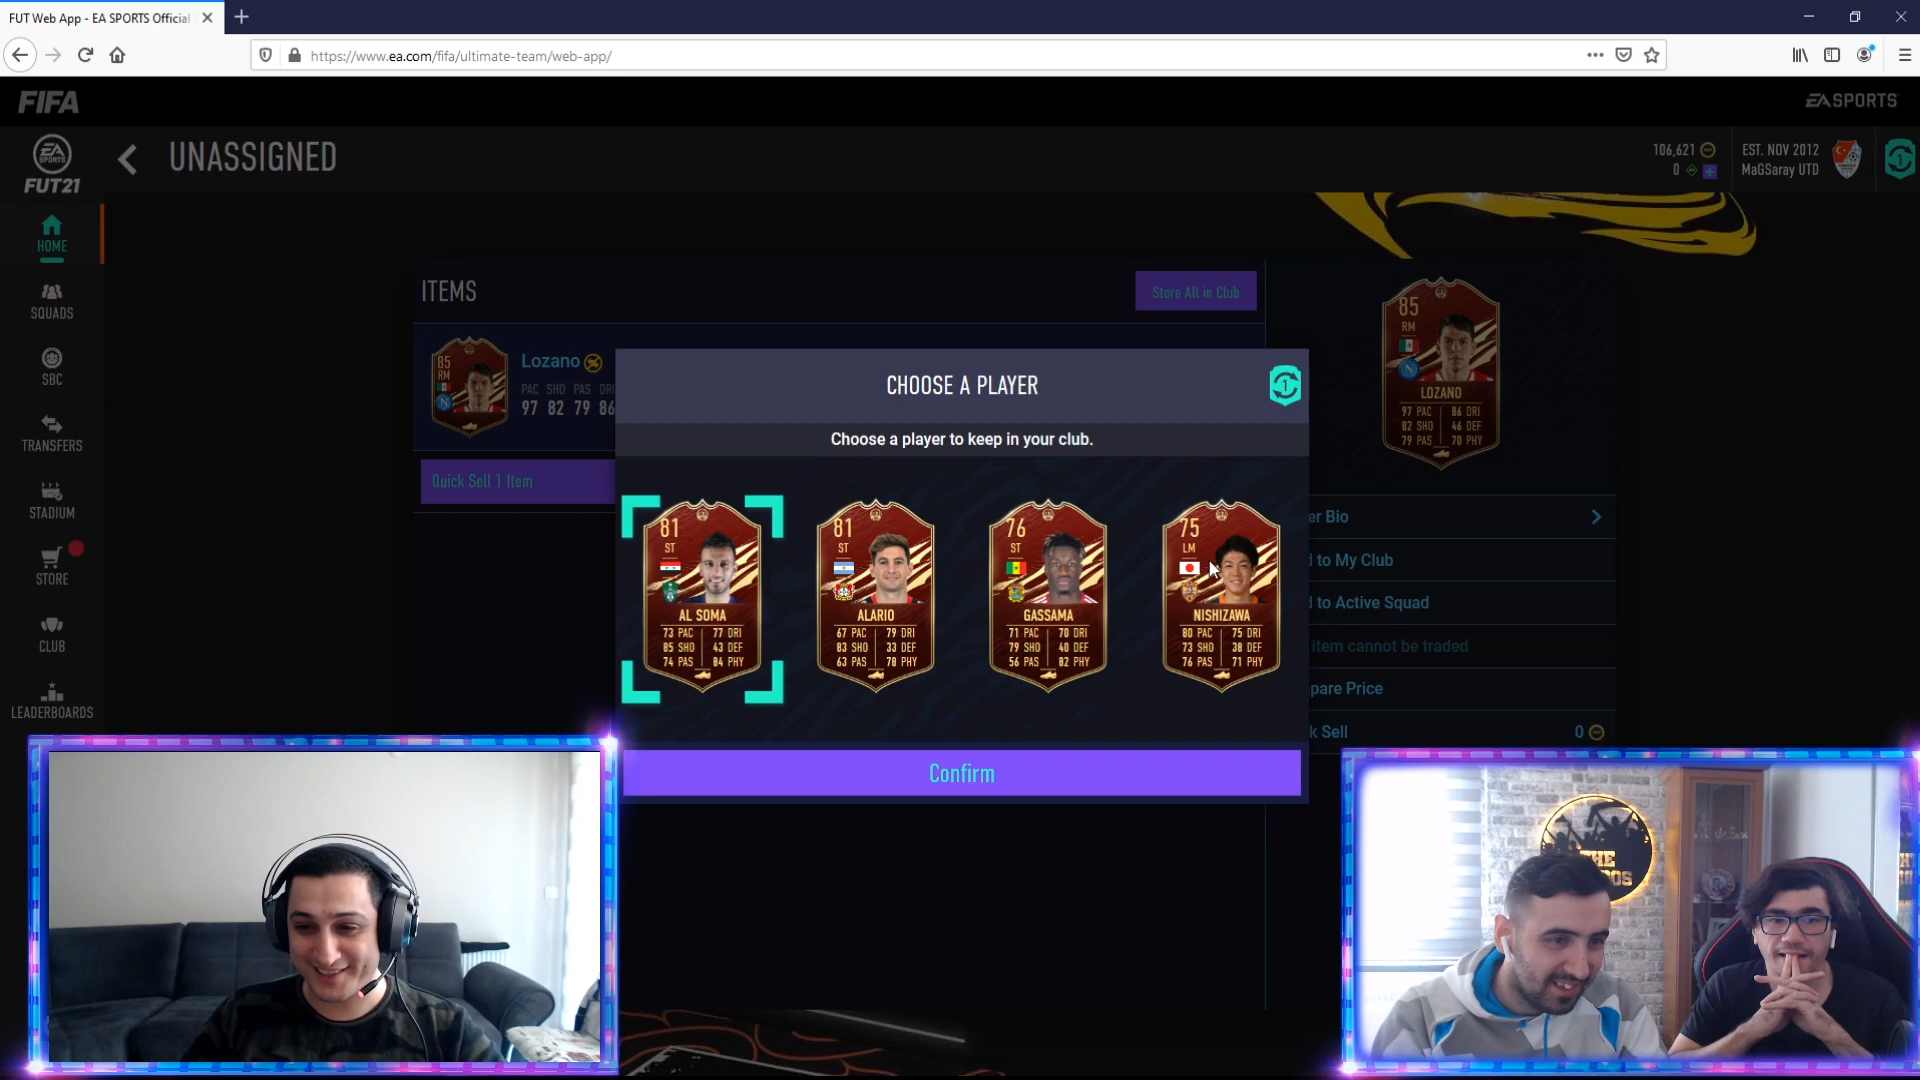 FUT Web App - EA SPORTS Official
https://www.ea.com/fifa/ultimate-team/web-app/
FIFA
EA SPORTS
EA SPORTS
FUT21
UNASSIGNED
106,621
0
EST. NOV 2012
MaGSaray UTD
1
HOME
SQUADS
SBC
TRANSFERS
STADIUM
STORE
CLUB
LEADERBOARDS
ITEMS
Store All in Club
85
RM
Lozano
PAC SHO PAS DRI
97 82 79 86
Quick Sell 1 Item
CHOOSE A PLAYER
1
Choose a player to keep in your club.
81
ST
AL SOMA
73 PAC 77 DRI
85 SHO 43 DEF
74 PAS 84 PHY
81
ST
ALARIO
67 PAC 79 DRI
83 SHO 33 DEF
63 PAS 78 PHY
76
ST
GASSAMA
71 PAC 70 DRI
79 SHO 40 DEF
56 PAS 82 PHY
75
LM
NISHIZAWA
80 PAC 75 DRI
73 SHO 38 DEF
76 PAS 71 PHY
Confirm
85
RM
LOZANO
97 PAC 86 DRI
82 SHO 46 DEF
79 PAS 70 PHY
er Bio
d to My Club
d to Active Squad
item cannot be traded
pare Price
k Sell
0